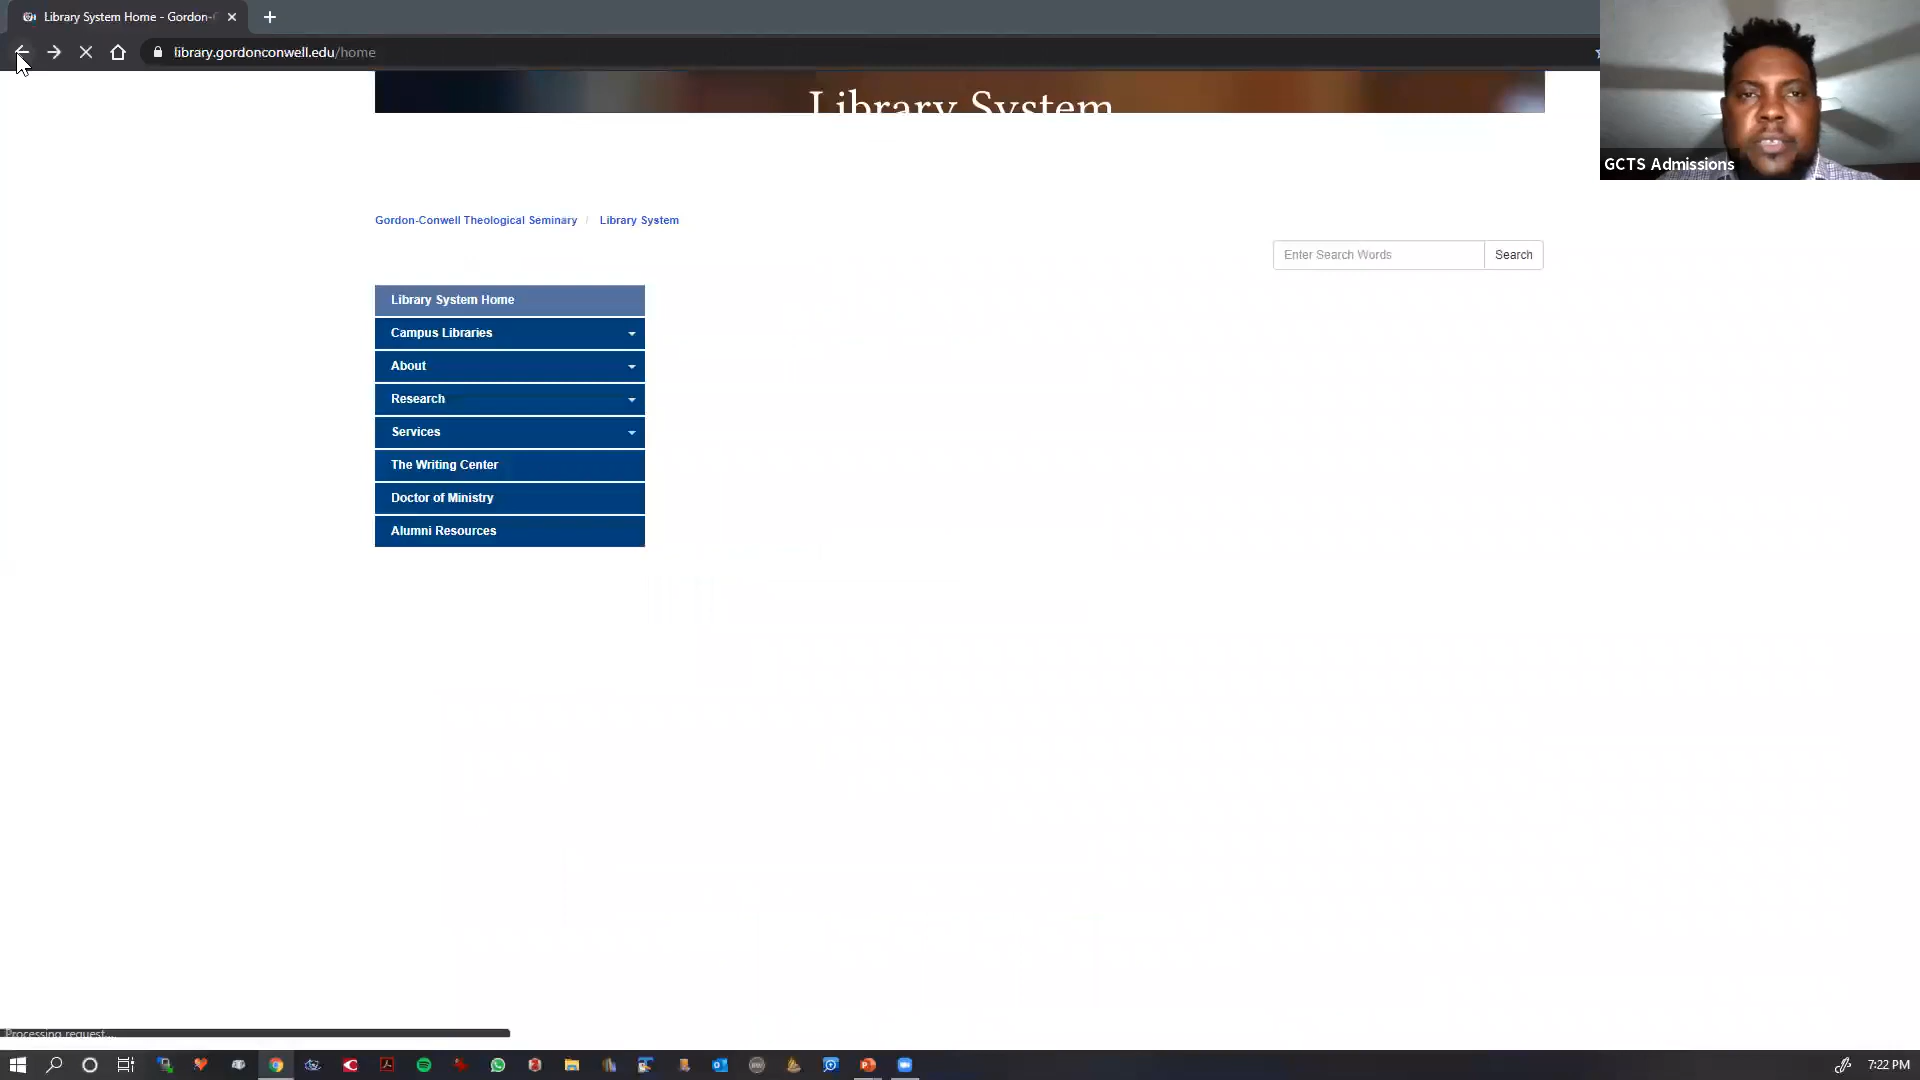 Library System Home - Gordon-
library.gordonconwell.edu/home
Library System
GCTS Admissions
Gordon-Conwell Theological Seminary / Library System
Enter Search Words
Search
Library System Home
Campus Libraries
About
Research
Services
The Writing Center
Doctor of Ministry
Alumni Resources
Processing request...
7:22 PM